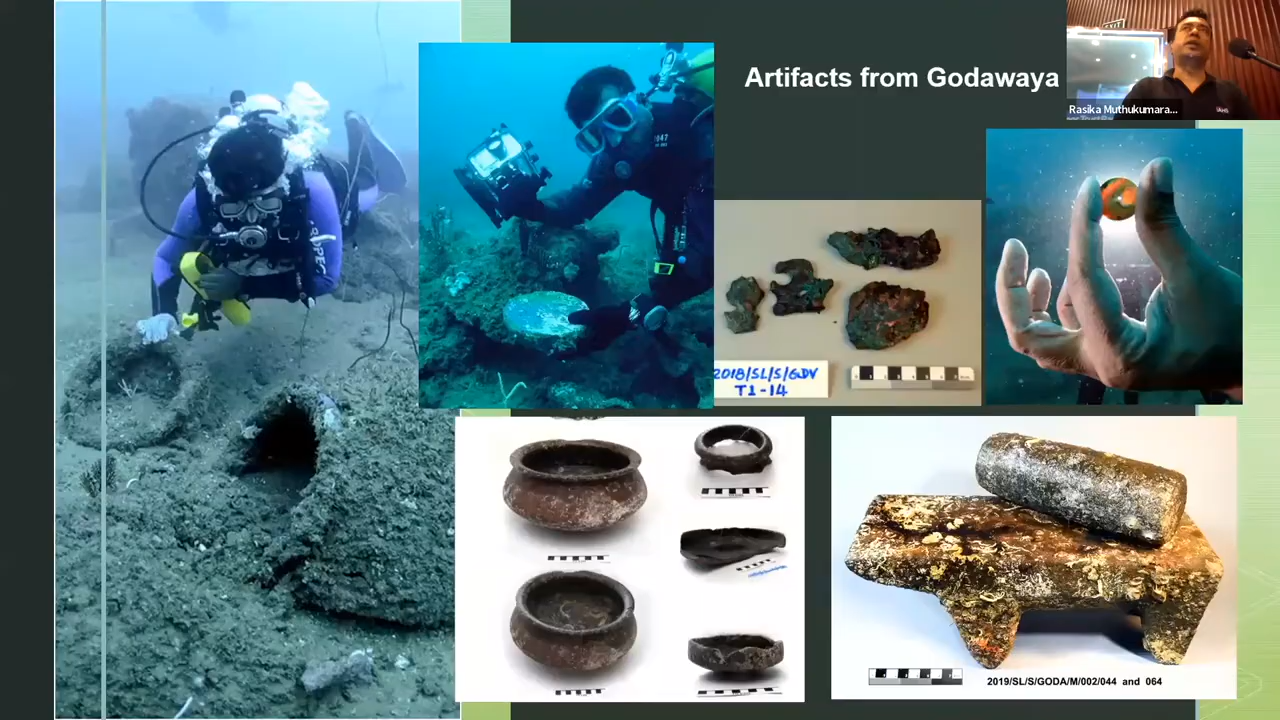 Artifacts from Godawaya
Rasika Muthukumara...
2018/SL/S/GDV
T1-14
2019/SL/S/GODA/M/002/044 and 064